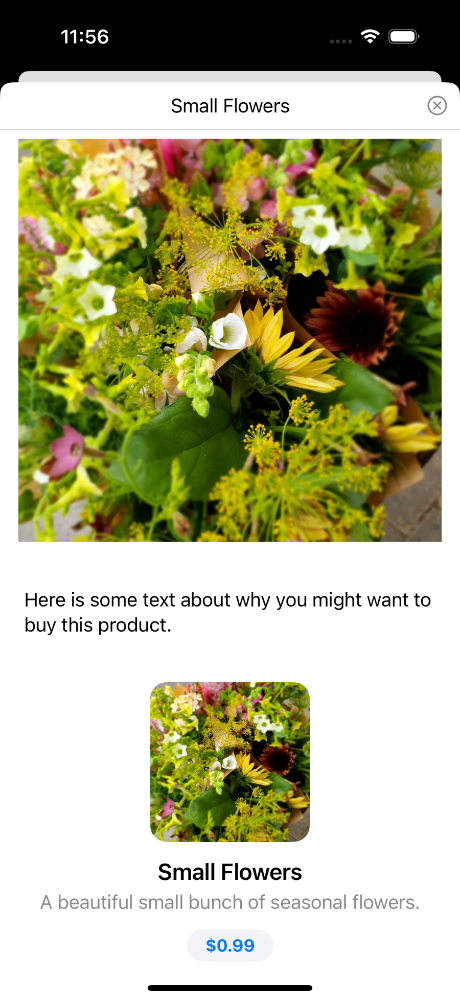 11:56
Small Flowers
Here is some text about why you might want to
buy this product.
Small Flowers
A beautiful small bunch of seasonal flowers.
$0.99